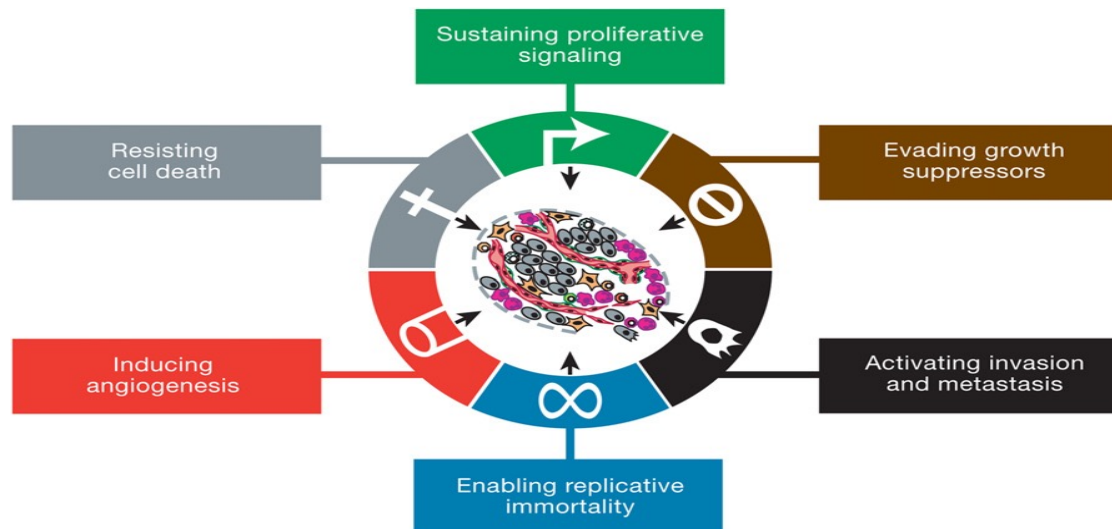 Sustaining proliferative
signaling
Resisting
cell death
Evading growth
suppressors
Inducing
angiogenesis
Activating invasion
and metastasis
Enabling replicative
immortality